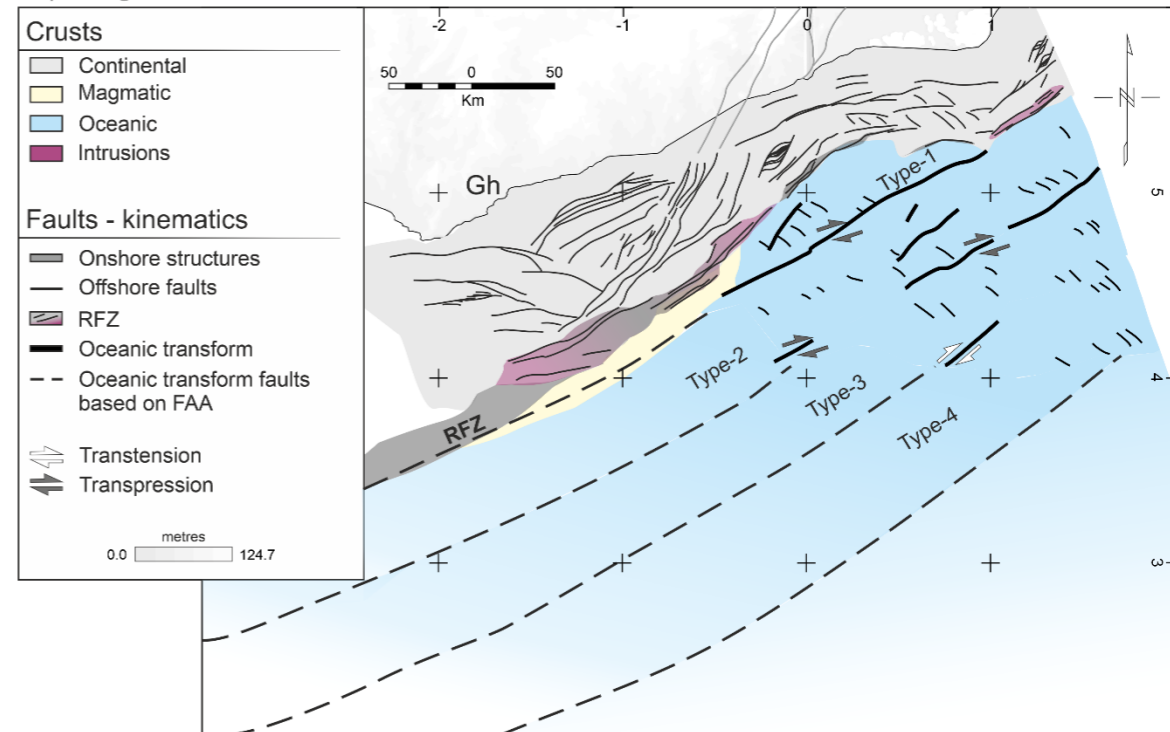 Crusts
Continental
Magmatic
Oceanic
Intrusions
Faults - kinematics
Onshore structures
Offshore faults
RFZ
Oceanic transform
Oceanic transform faults
based on FAA
Transtension
Transpression
metres
0.0 124.7
-2 -1 0 1
50 0 50
Km
N
Gh
Type-1
5
Type-2
Type-3
4
Type-4
RFZ
3